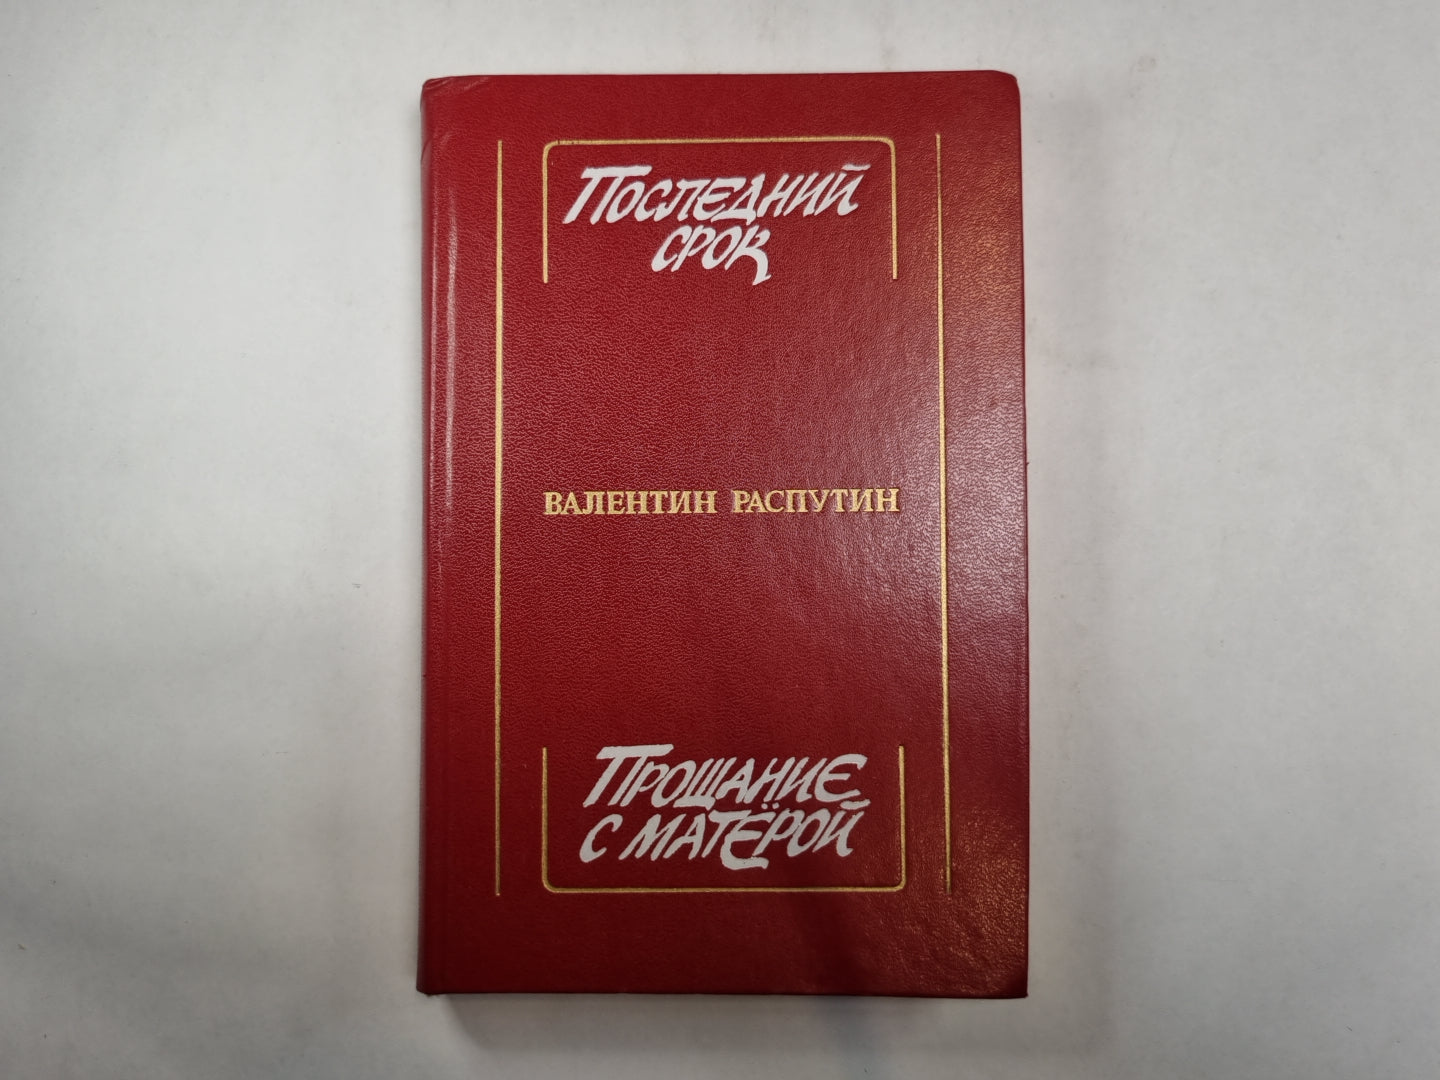 Последний
срок
ВАЛЕНТИН РАСПУТИН
Прощание
с Матёрой